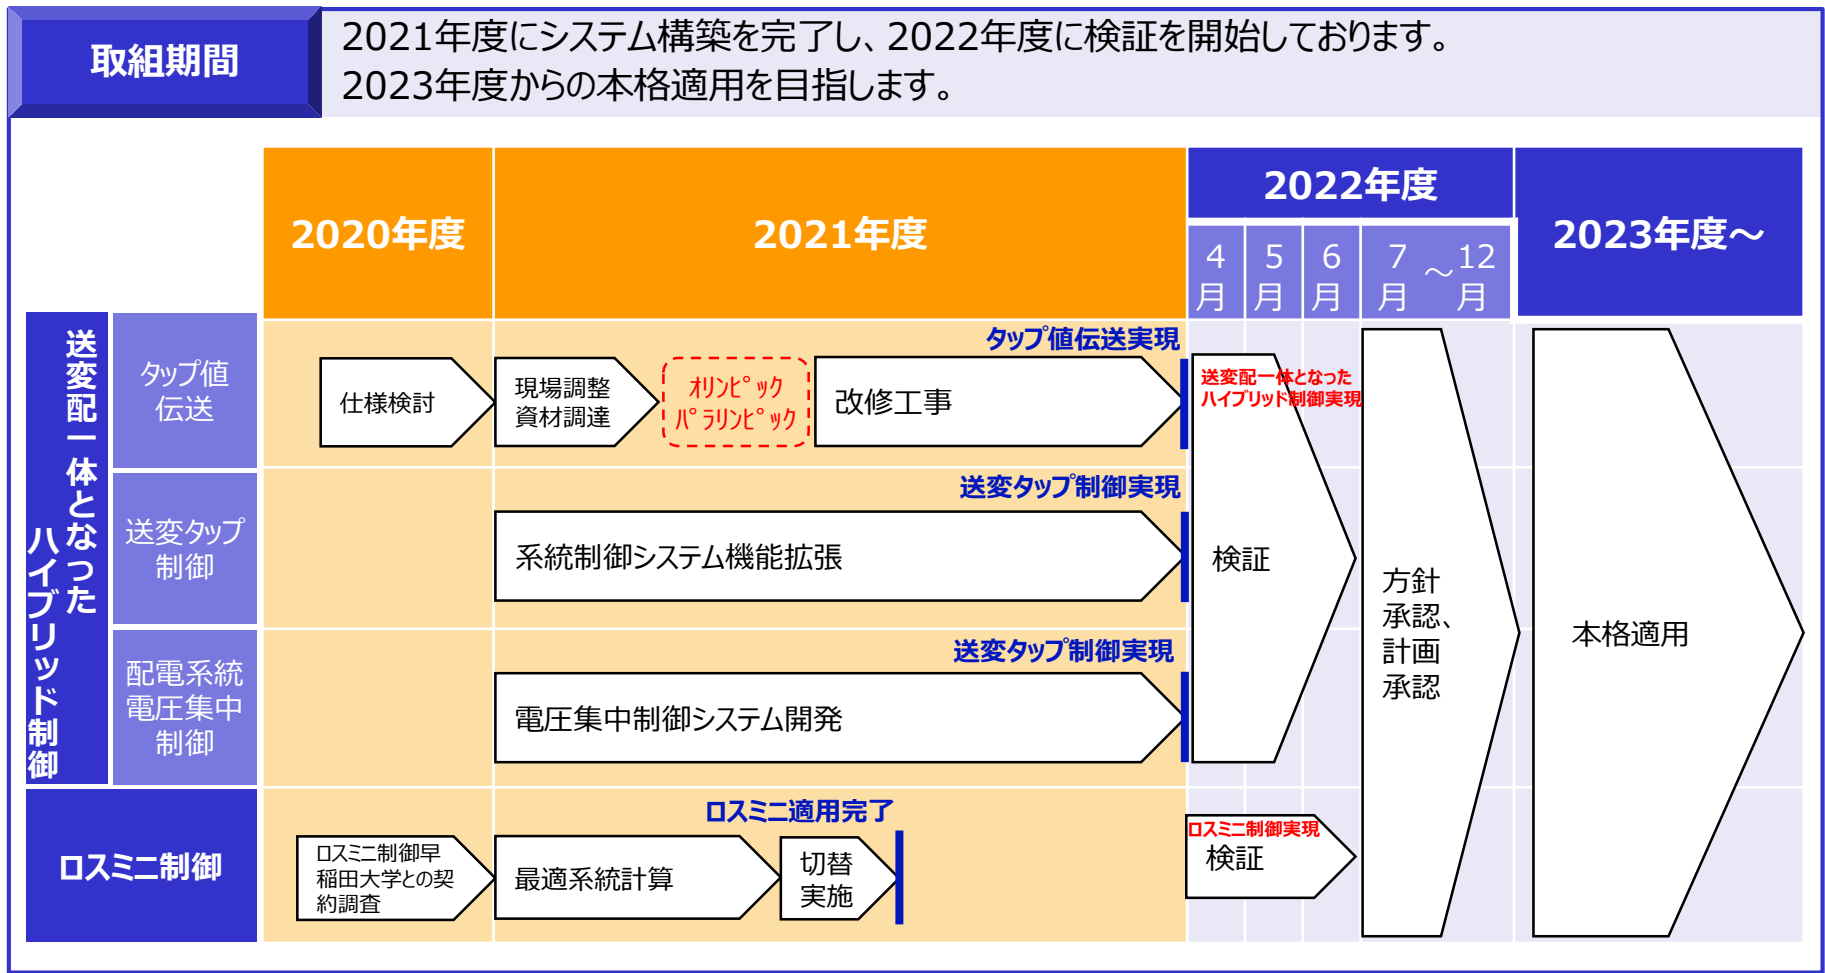 取組期間
2021年度にシステム構築を完了し、2022年度に検証を開始しております。
2023年度からの本格適用を目指します。
2020年度
2021年度
2022年度
2023年度～
4
月
5
月
6
月
7
月
～
12
月
送変配一体となった
ハイブリッド制御
タップ値
伝送
仕様検討
現場調整
資材調達
ｵﾘﾝﾋﾟｯｸ
ﾊﾟﾗﾘﾝﾋﾟｯｸ
改修工事
タップ値伝送実現
送変配一体となった
ハイブリッド制御実現
送変タップ
制御
系統制御システム機能拡張
送変タップ制御実現
検証
配電系統
電圧集中
制御
電圧集中制御システム開発
送変タップ制御実現
方針
承認、
計画
承認
本格適用
ロスミニ制御
ロスミニ制御早
稲田大学との契
約調査
最適系統計算
切替
実施
ロスミニ適用完了
ロスミニ制御実現
検証